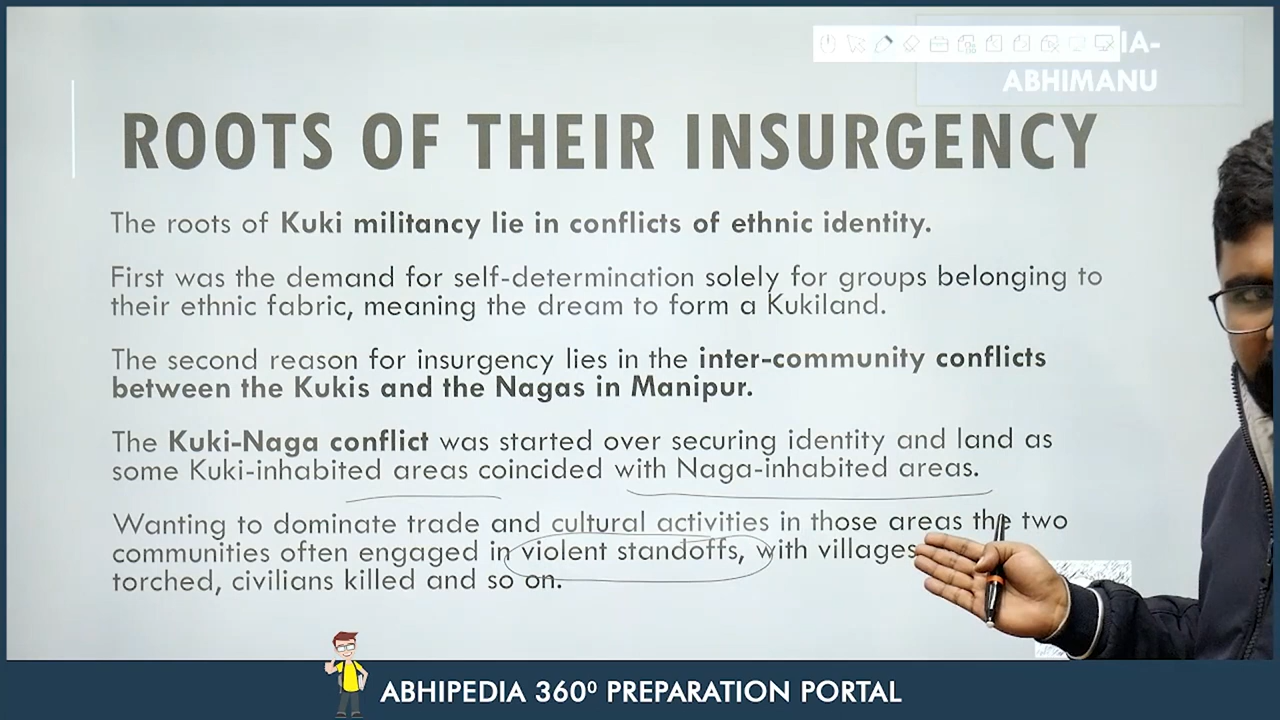 IA-
ABHIMANU
ROOTS OF THEIR INSURGENCY
The roots of Kuki militancy lie in conflicts of ethnic identity.
First was the demand for self-determination solely for groups belonging to
their ethnic fabric, meaning the dream to form a Kukiland.
The second reason for insurgency lies in the inter-community conflicts
between the Kukis and the Nagas in Manipur.
The Kuki-Naga conflict was started over securing identity and land as
some Kuki-inhabited areas coincided with Naga-inhabited areas.
Wanting to dominate trade and cultural activities in those areas the two
communities often engaged in violent standoffs, with villages
torched, civilians killed and so on.
ABHIPEDIA 360⁰ PREPARATION PORTAL